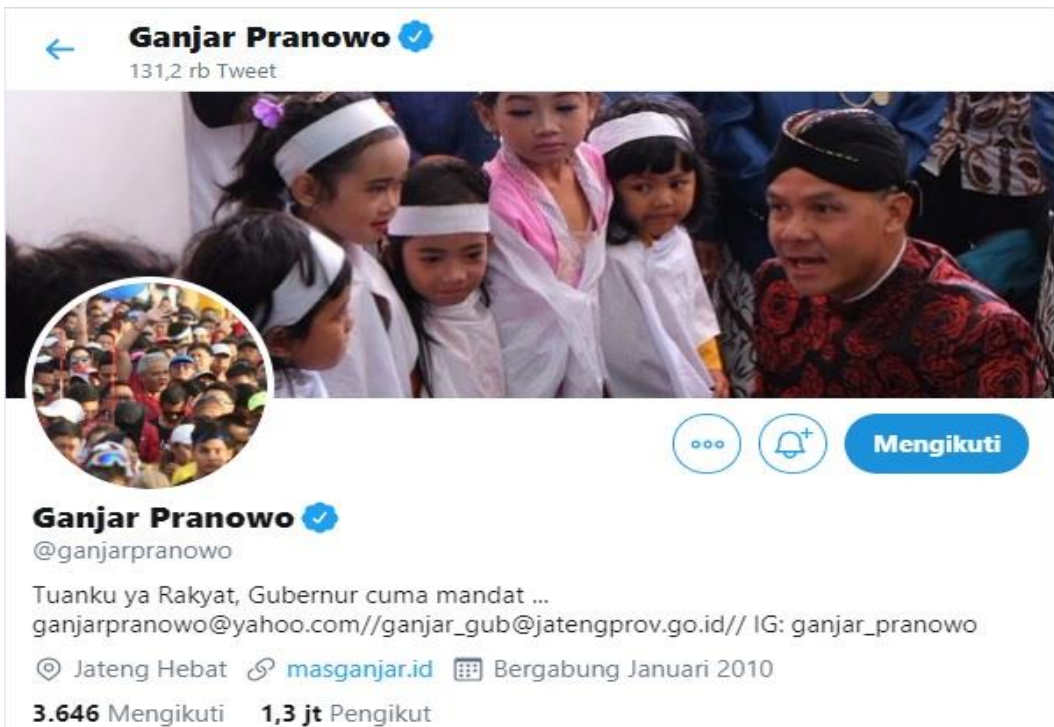 Ganjar Pranowo
131,2 rb Tweet
Mengikuti
Ganjar Pranowo
@ganjarpranowo
Tuanku ya Rakyat, Gubernur cuma mandat ...
ganjarpranowo@yahoo.com//ganjar_gub@jatengprov.go.id// IG: ganjar_pranowo
Jateng Hebat masganjar.id Bergabung Januari 2010
3.646 Mengikuti 1,3 jt Pengikut